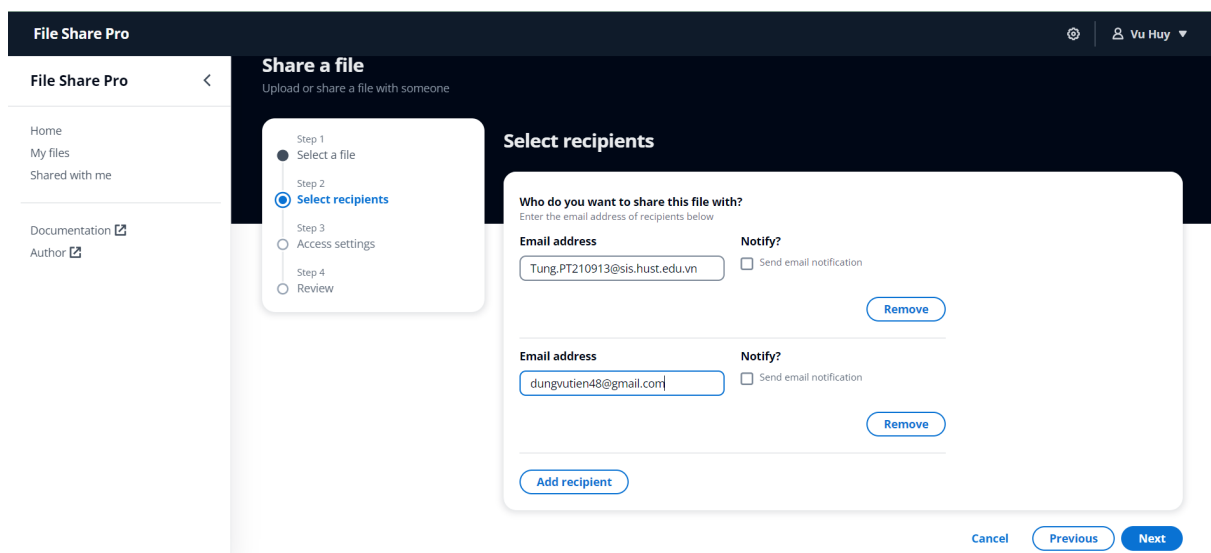 File Share Pro
Vu Huy
File Share Pro
Home
My files
Shared with me
Documentation
Author
Share a file
Upload or share a file with someone
Step 1
Select a file
Step 2
Select recipients
Step 3
Access settings
Step 4
Review
Select recipients
Who do you want to share this file with?
Enter the email address of recipients below
Email address
Notify?
Tung.PT210913@sis.hust.edu.vn
Send email notification
Remove
Email address
Notify?
dungvutien48@gmail.com
Send email notification
Remove
Add recipient
Cancel
Previous
Next